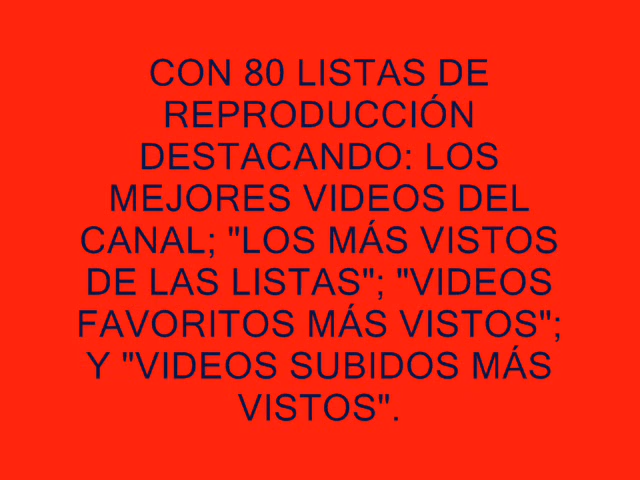 CON 80 LISTAS DE
REPRODUCCIÓN
DESTACANDO: LOS
MEJORES VIDEOS DEL
CANAL; "LOS MÁS VISTOS
DE LAS LISTAS"; "VIDEOS
FAVORITOS MÁS VISTOS";
Y "VIDEOS SUBIDOS MÁS
VISTOS".